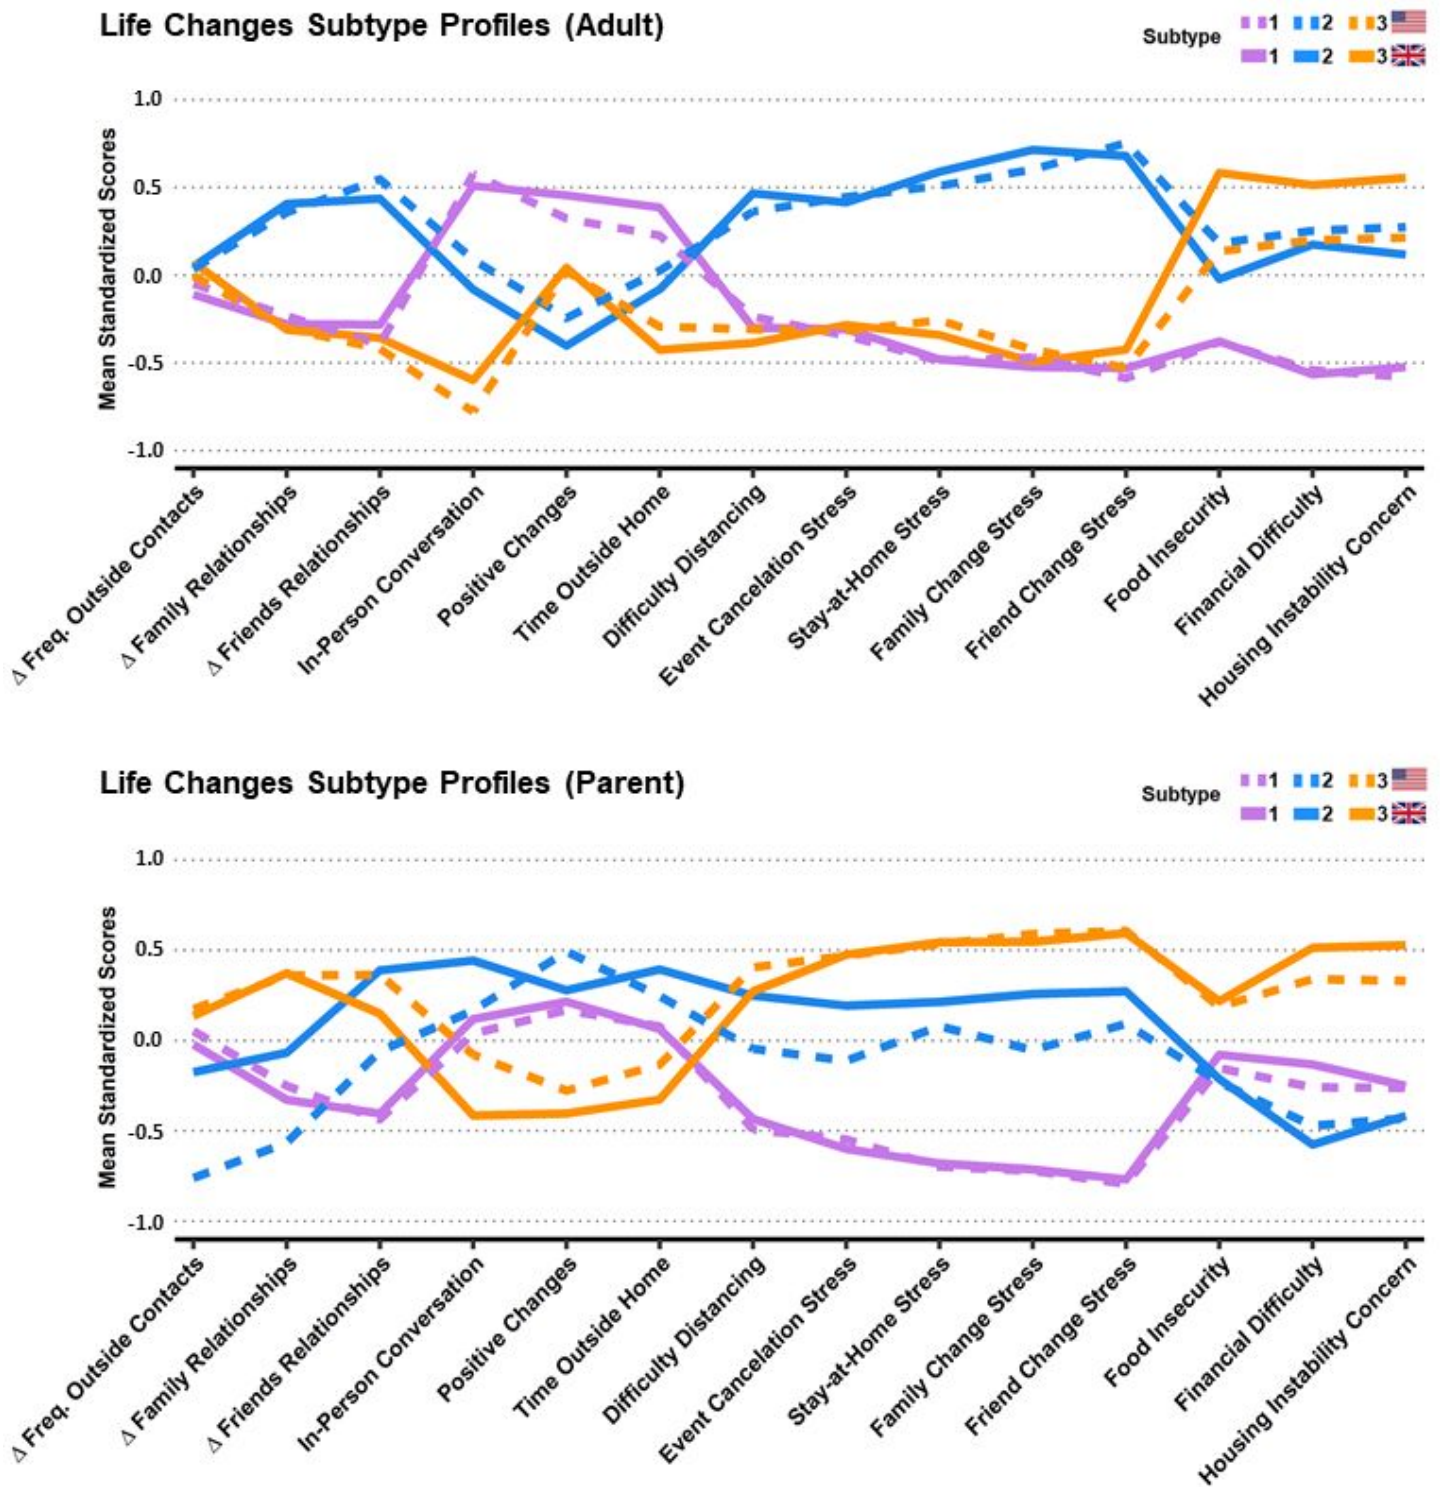 Life Changes Subtype Profiles (Adult)
Subtype
1 2 3
1 2 3
Mean Standardized Scores
1.0
0.5
0.0
-0.5
-1.0
Δ Freq. Outside Contacts
Δ Family Relationships
Δ Friends Relationships
In-Person Conversation
Positive Changes
Time Outside Home
Difficulty Distancing
Event Cancelation Stress
Stay-at-Home Stress
Family Change Stress
Friend Change Stress
Food Insecurity
Financial Difficulty
Housing Instability Concern
Life Changes Subtype Profiles (Parent)
Subtype
1 2 3
1 2 3
Mean Standardized Scores
1.0
0.5
0.0
-0.5
-1.0
Δ Freq. Outside Contacts
Δ Family Relationships
Δ Friends Relationships
In-Person Conversation
Positive Changes
Time Outside Home
Difficulty Distancing
Event Cancelation Stress
Stay-at-Home Stress
Family Change Stress
Friend Change Stress
Food Insecurity
Financial Difficulty
Housing Instability Concern